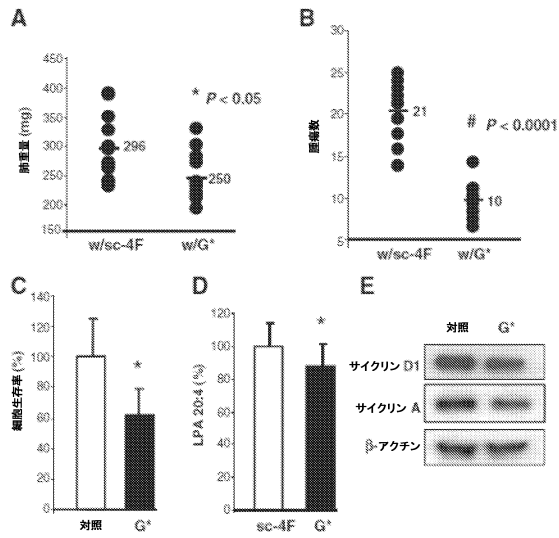 A
肺重量 (mg)
450
400
350
300
250
200
150
296
* P < 0.05
250
w/sc-4F
w/G*
B
腫瘍数
30
25
20
15
10
5
21
# P < 0.0001
10
w/sc-4F
w/G*
C
細胞生存率 (%)
140
120
100
80
60
40
20
0
*
対照
G*
D
LPA 20:4 (%)
120
100
80
60
40
20
0
*
sc-4F
G*
E
対照
G*
サイクリン D1
サイクリン A
β-アクチン